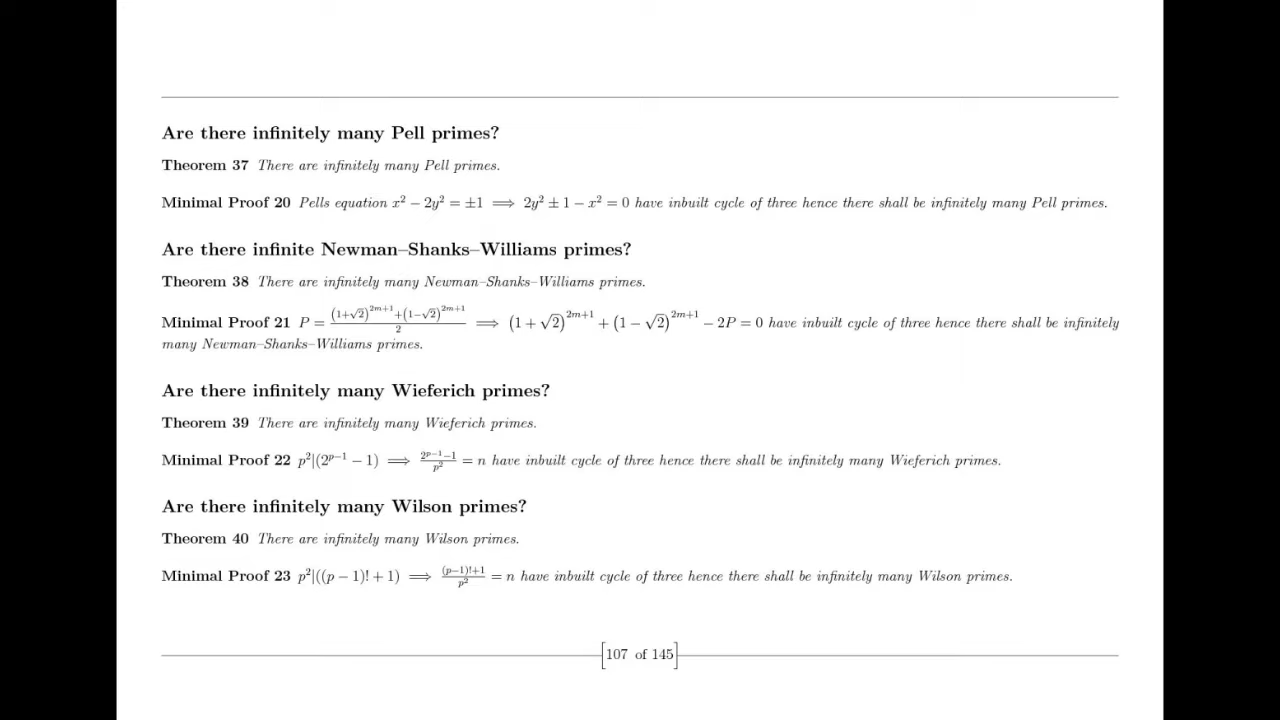 Are there infinitely many Pell primes?
Theorem 37 There are infinitely many Pell primes.
Minimal Proof 20 Pells equation x² − 2y² = ±1 ⟹ 2y² ± 1 − x² = 0 have inbuilt cycle of three hence there shall be infinitely many Pell primes.
Are there infinite Newman–Shanks–Williams primes?
Theorem 38 There are infinitely many Newman–Shanks–Williams primes.
Minimal Proof 21 P = ((1+√2)^{2m+1}+(1−√2)^{2m+1})/2 ⟹ (1 + √2)^{2m+1} + (1 − √2)^{2m+1} − 2P = 0 have inbuilt cycle of three hence there shall be infinitely
many Newman–Shanks–Williams primes.
Are there infinitely many Wieferich primes?
Theorem 39 There are infinitely many Wieferich primes.
Minimal Proof 22 p²|(2^{p−1} − 1) ⟹ (2^{p−1}−1)/p² = n have inbuilt cycle of three hence there shall be infinitely many Wieferich primes.
Are there infinitely many Wilson primes?
Theorem 40 There are infinitely many Wilson primes.
Minimal Proof 23 p²|((p − 1)! + 1) ⟹ ((p−1)!+1)/p² = n have inbuilt cycle of three hence there shall be infinitely many Wilson primes.
[107 of 145]